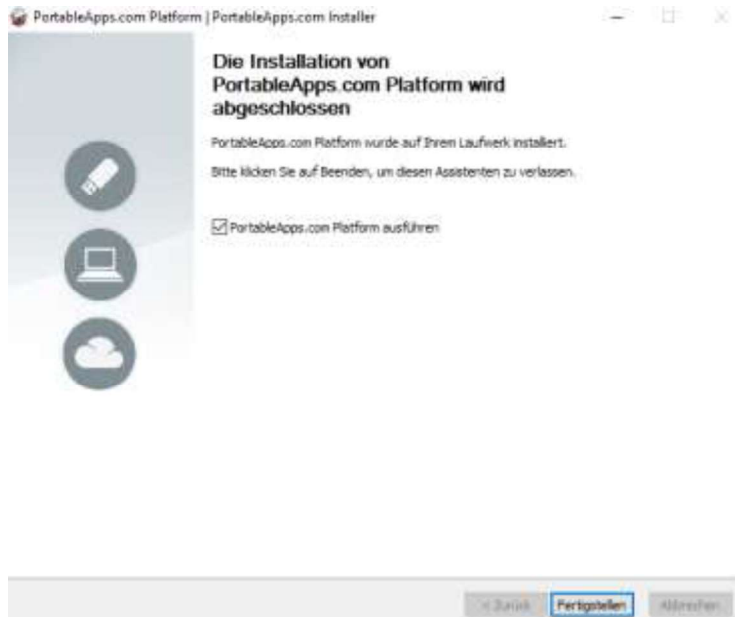 PortableApps.com Platform | PortableApps.com Installer
Die Installation von
PortableApps.com Platform wird
abgeschlossen
PortableApps.com Platform wurde auf Ihrem Laufwerk installiert.
Bitte klicken Sie auf Beenden, um diesen Assistenten zu verlassen.
PortableApps.com Platform ausführen
< Zurück Fertigstellen Abbrechen